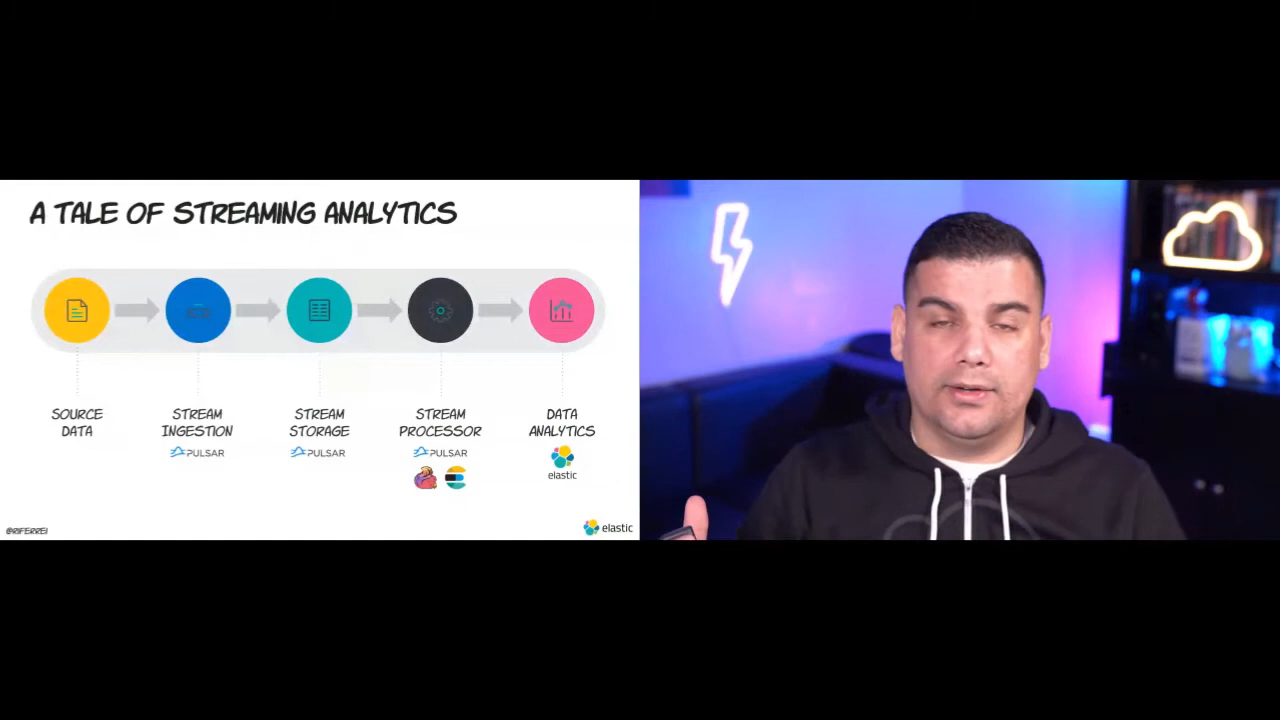 A TALE OF STREAMING ANALYTICS
SOURCE
DATA
STREAM
INGESTION
PULSAR
STREAM
STORAGE
PULSAR
STREAM
PROCESSOR
PULSAR
DATA
ANALYTICS
elastic
@RIFERREI
elastic